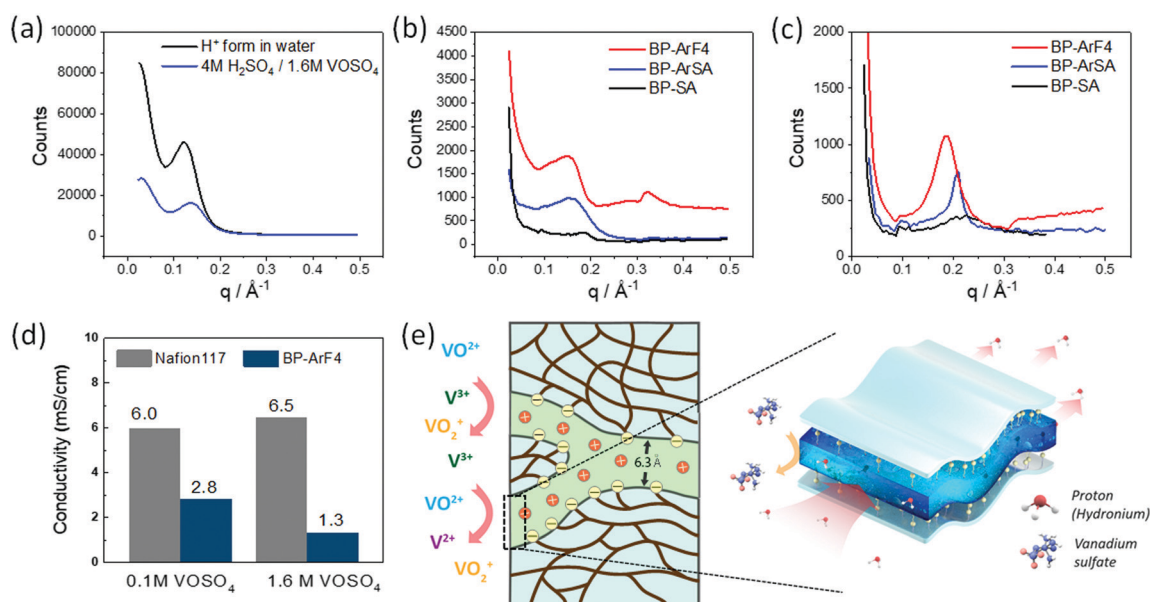 (a)
H⁺ form in water
4M H₂SO₄ / 1.6M VOSO₄
100000
80000
60000
40000
20000
0
Counts
0.0 0.1 0.2 0.3 0.4 0.5
q / Å⁻¹
(b)
BP-ArF4
BP-ArSA
BP-SA
4500
4000
3500
3000
2500
2000
1500
1000
500
0
Counts
0.0 0.1 0.2 0.3 0.4 0.5
q / Å⁻¹
(c)
BP-ArF4
BP-ArSA
BP-SA
2000
1500
1000
500
0
Counts
0.0 0.1 0.2 0.3 0.4 0.5
q / Å⁻¹
(d)
Nafion117 BP-ArF4
10
8
6
4
2
0
Conductivity (mS/cm)
6.0
2.8
6.5
1.3
0.1M VOSO₄ 1.6 M VOSO₄
(e)
VO²⁺
V³⁺
VO₂⁺
V³⁺
VO²⁺
V²⁺
VO₂⁺
6.3 Å
Proton
(Hydronium)
Vanadium
sulfate